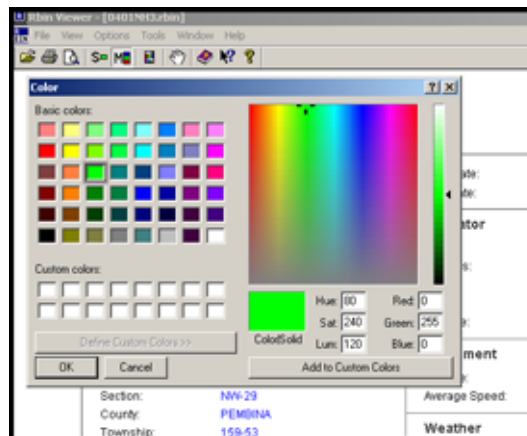 Rbin Viewer - [0401NH3.rbin]
File View Options Tools Window Help
Color
Basic colors:
Custom colors:
Define Custom Colors >>
OK Cancel
Color|Solid
Hue: 80 Red: 0
Sat: 240 Green: 255
Lum: 120 Blue: 0
Add to Custom Colors
ate:
ate:
ator
s:
e:
ment
Section: NW-29
Average Speed:
County: PEMBINA
Township: 159-53
Weather